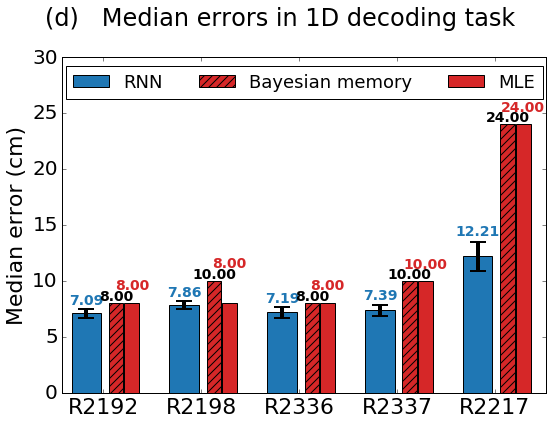 (d) Median errors in 1D decoding task
Median error (cm)
30
25
20
15
10
5
0
RNN Bayesian memory MLE
7.09 8.00 8.00
7.86 10.00 8.00
7.19 8.00 8.00
7.39 10.00 10.00
12.21 24.00 24.00
R2192 R2198 R2336 R2337 R2217